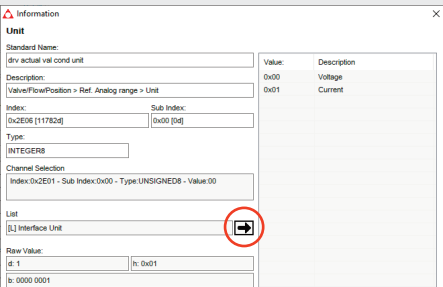 Information
Unit
Standard Name:
drv actual val cond unit
Description:
Valve/Flow/Position > Ref. Analog range > Unit
Index:
Sub Index:
0x2E06 [11782d]
0x00 [0d]
Type:
INTEGER8
Channel Selection
Index:0x2E01 - Sub Index:0x00 - Type:UNSIGNED8 - Value:00
List
[L] Interface Unit
Raw Value:
d: 1
h: 0x01
b: 0000 0001
Value:
Description
0x00
Voltage
0x01
Current